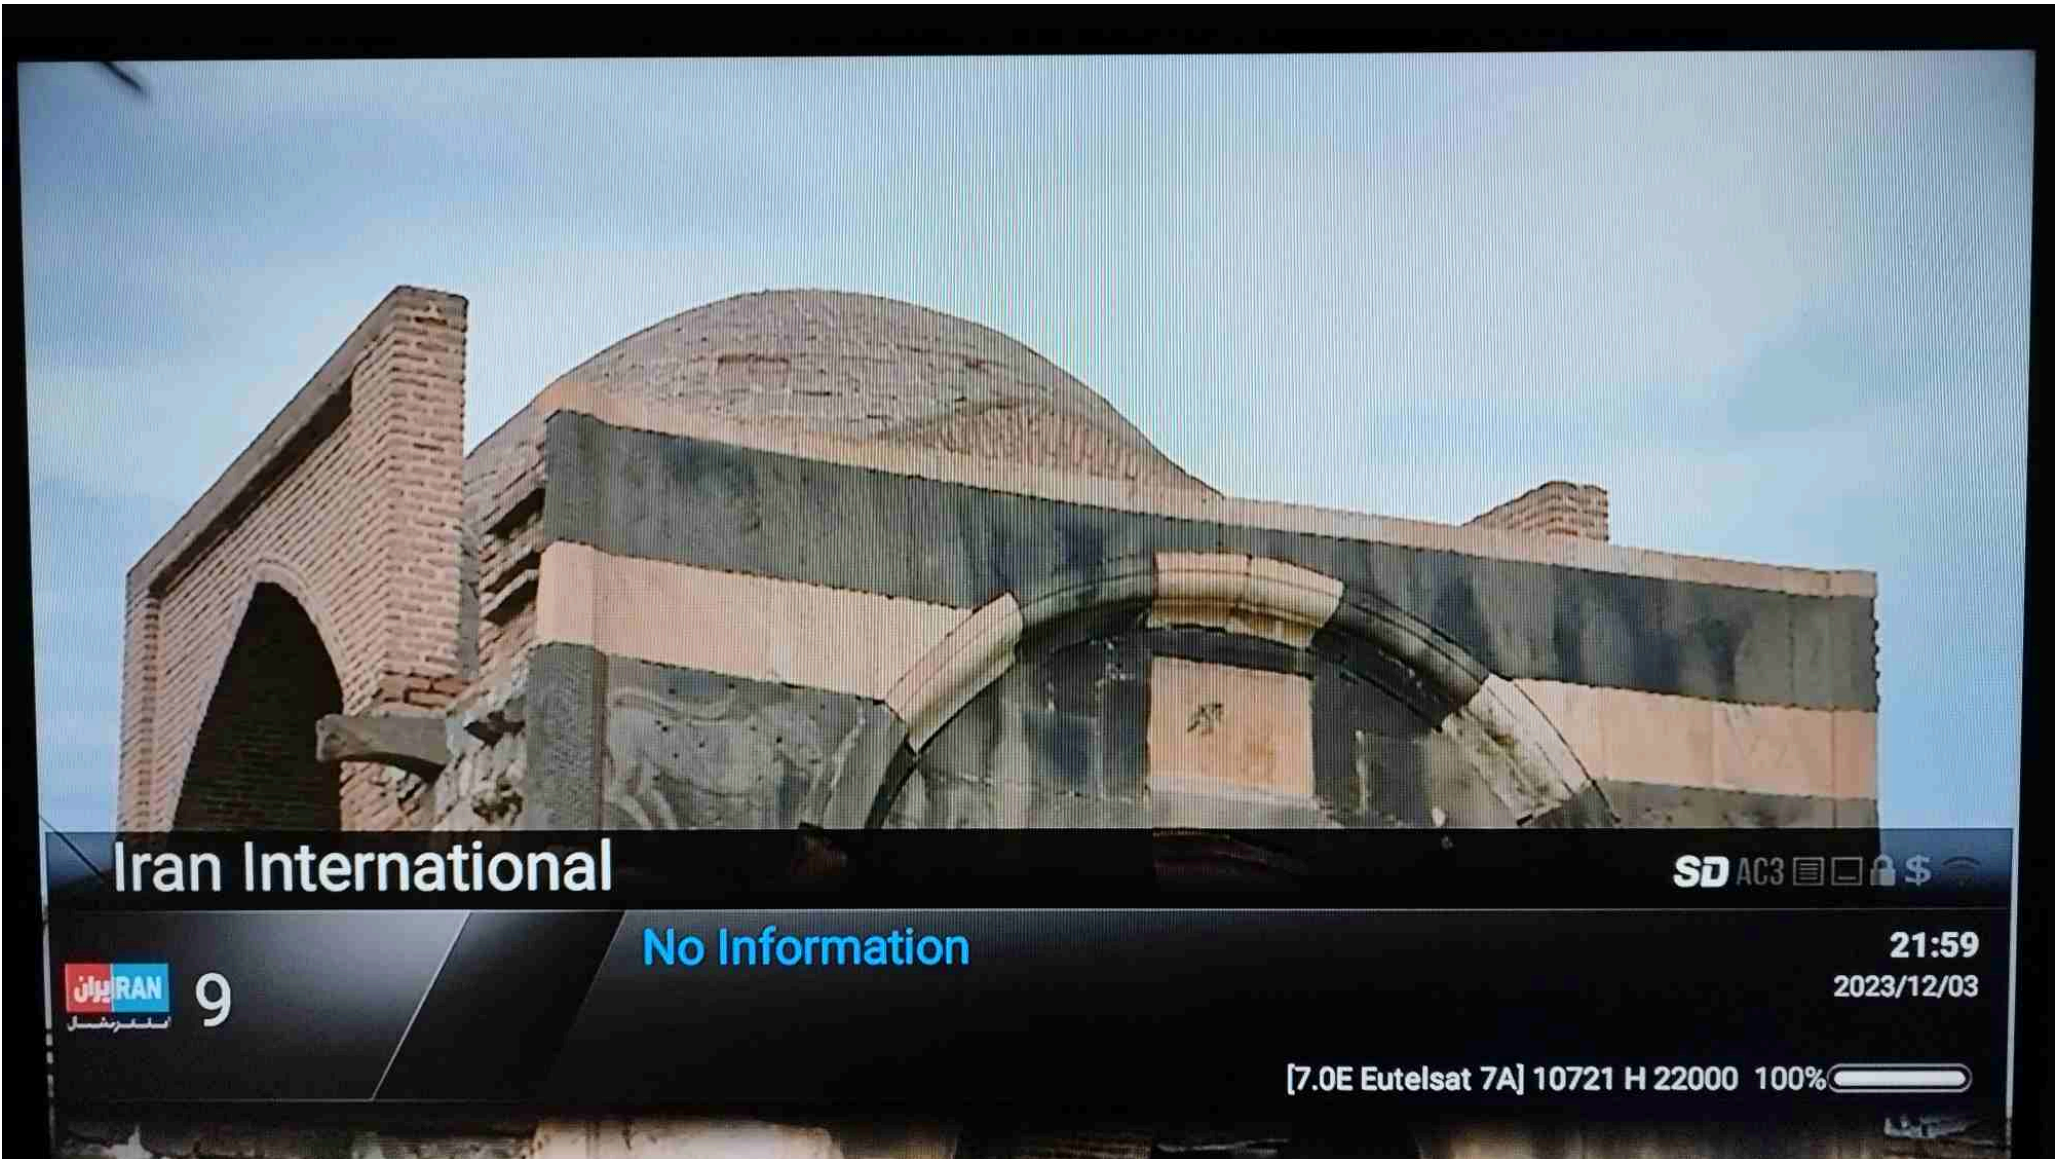 Iran International
SD AC3 $
No Information
21:59
2023/12/03
ایران IRAN
اینترنشنال
9
[7.0E Eutelsat 7A] 10721 H 22000 100%